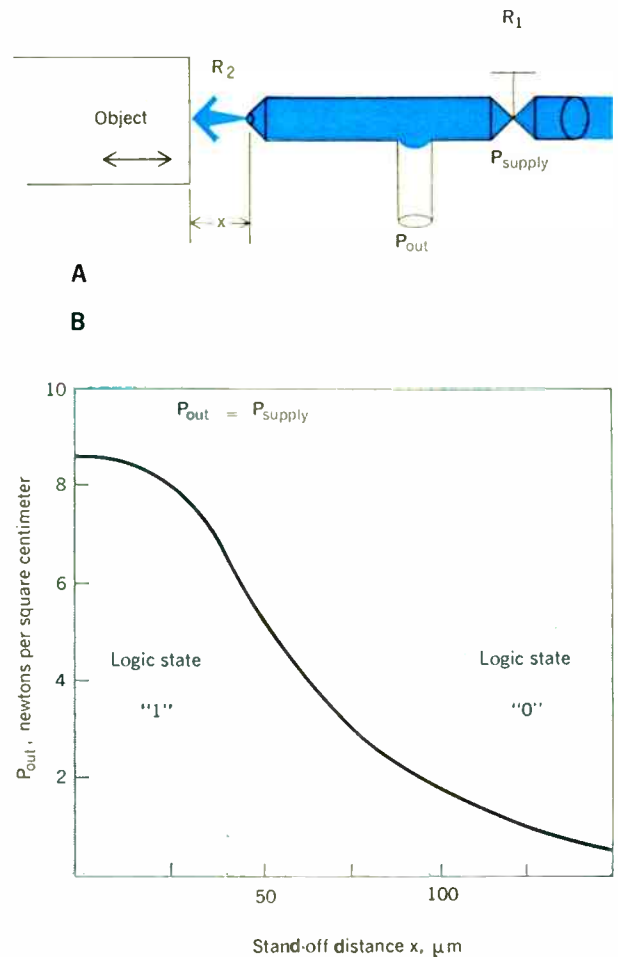 R1
R2
Object
Psupply
x
Pout
A
B
10
Pout = Psupply
8
Pout, newtons per square centimeter
6
Logic state
"1"
Logic state
"0"
4
2
50
100
Stand-off distance x, μm